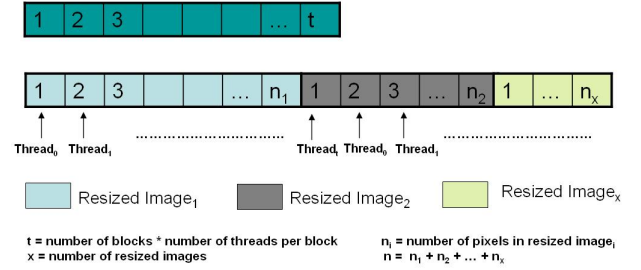 1 2 3 ... t
1 2 3 ... n₁ 1 2 3 ... n₂ 1 ... nₓ
........................................ ........................................
Thread₀ Thread₁ Threadₜ Thread₀ Thread₁
Resized Image₁ Resized Image₂ Resized Imageₓ
t = number of blocks * number of threads per block nᵢ = number of pixels in resized imageᵢ
x = number of resized images n = n₁ + n₂ + ... + nₓ